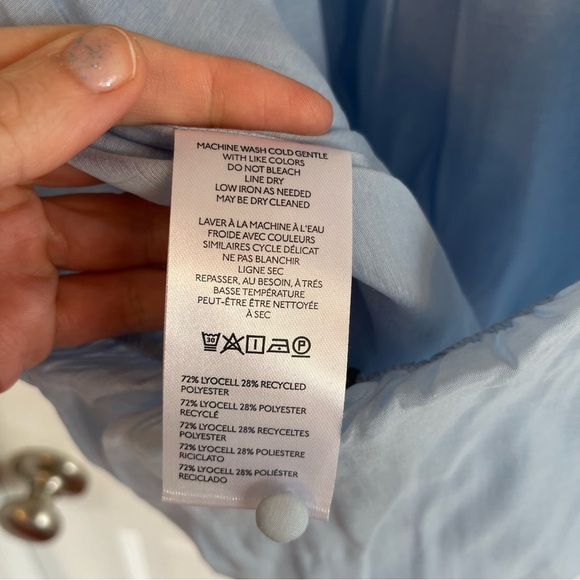 MACHINE WASH COLD GENTLE
WITH LIKE COLORS
DO NOT BLEACH
LINE DRY
LOW IRON AS NEEDED
MAY BE DRY CLEANED
LAVER À LA MACHINE À L'EAU
FROIDE AVEC COULEURS
SIMILAIRES CYCLE DÉLICAT
NE PAS BLANCHIR
LIGNE SEC
REPASSER, AU BESOIN, À TRÉS
BASSE TEMPÉRATURE
PEUT-ÊTRE ÊTRE NETTOYÉE
À SEC
30 P
72% LYOCELL 28% RECYCLED
POLYESTER
72% LYOCELL 28% POLYESTER
RECYCLÉ
72% LYOCELL 28% RECYCELTES
POLYESTER
72% LYOCELL 28% POLIESTERE
RICICLATO
72% LYOCELL 28% POLIÉSTER
RECICLADO